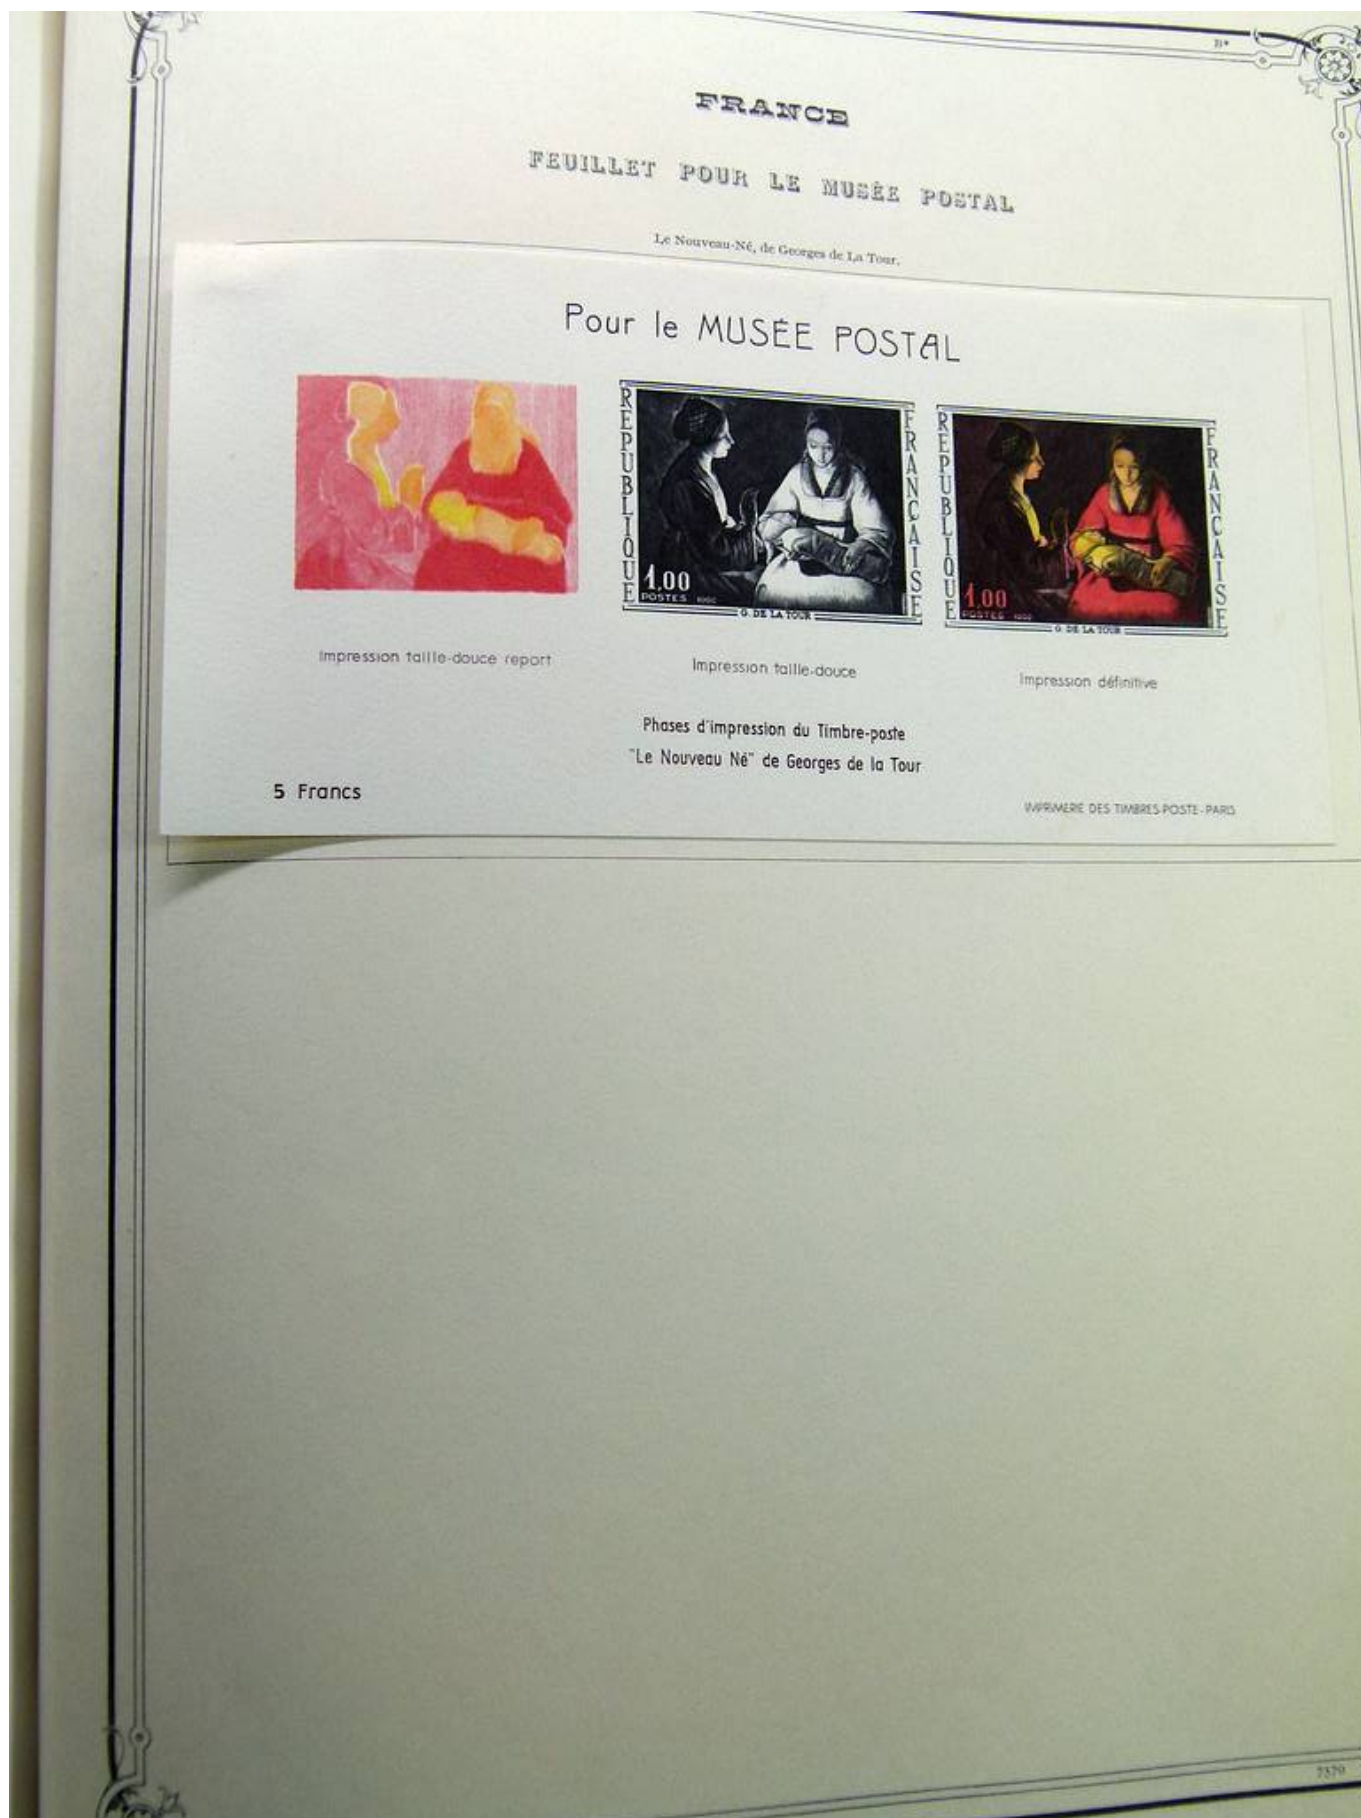 FRANCE
FEUILLET POUR LE MUSÉE POSTAL
Le Nouveau-Né, de Georges de La Tour.
Pour le MUSÉE POSTAL
REPUBLIQUE
FRANÇAISE
1,00
POSTES
G. DE LA TOUR
REPUBLIQUE
FRANÇAISE
1,00
POSTES
G. DE LA TOUR
Impression taille-douce report
Impression taille-douce
Impression définitive
Phases d'impression du Timbre-poste
"Le Nouveau Né" de Georges de la Tour
5 Francs
IMPRIMERIE DES TIMBRES-POSTE-PARIS